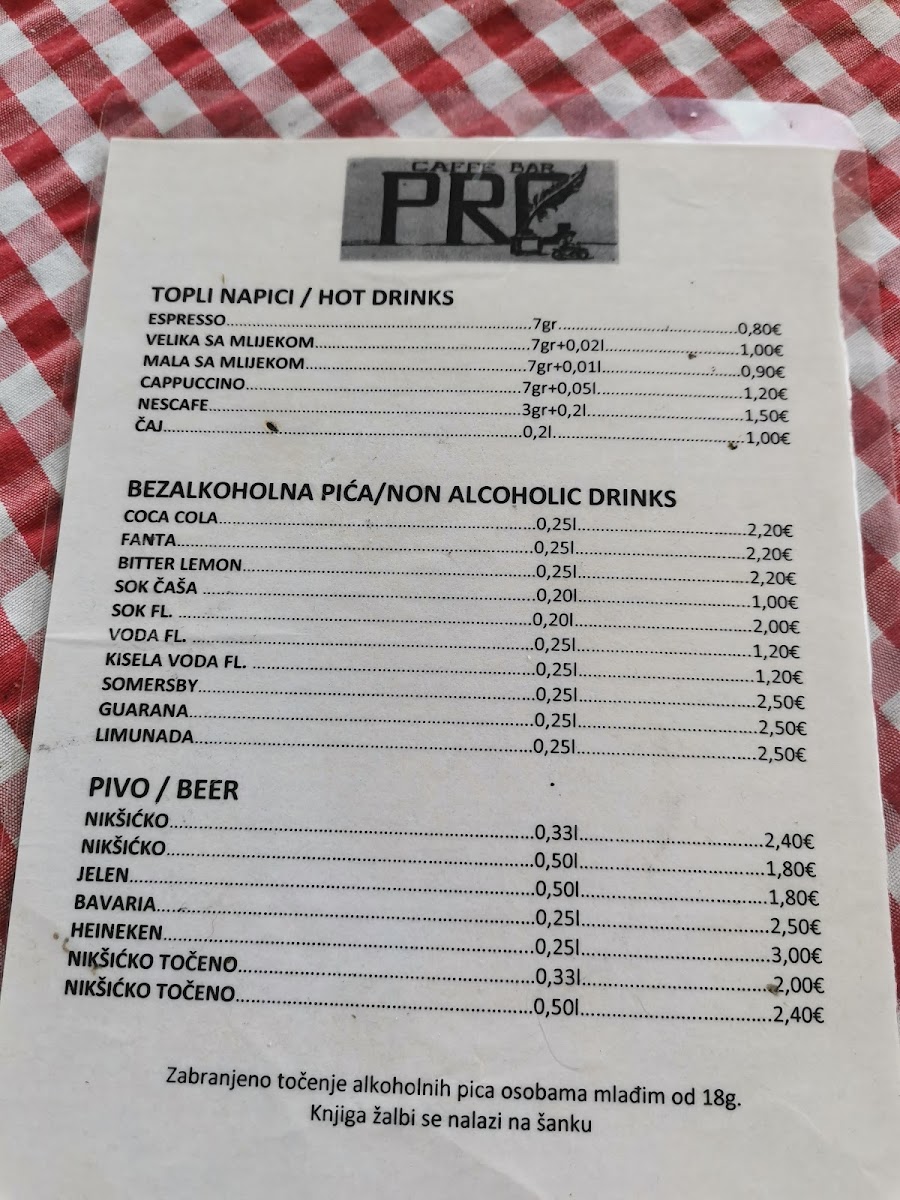 CAFFE BAR
PRC
TOPLI NAPICI / HOT DRINKS
ESPRESSO....................7gr....................0,80€
VELIKA SA MLIJEKOM....................7gr+0,02l....................1,00€
MALA SA MLIJEKOM....................7gr+0,01l....................0,90€
CAPPUCCINO....................7gr+0,05l....................1,20€
NESCAFE....................3gr+0,2l....................1,50€
ČAJ....................0,2l....................1,00€
BEZALKOHOLNA PIĆA/NON ALCOHOLIC DRINKS
COCA COLA....................0,25l....................2,20€
FANTA....................0,25l....................2,20€
BITTER LEMON....................0,25l....................2,20€
SOK ČAŠA ....................0,20l....................1,00€
SOK FL. ....................0,20l....................2,00€
VODA FL. ....................0,25l....................1,20€
KiSELA VODA FL. ....................0,25l....................1,20€
SOMERSBY....................0,25l....................2,50€
GUARANA....................0,25l....................2,50€
LIMUNADA....................0,25l....................2,50€
PIVO / BEER
NIKŠIĆKO....................0,33l....................2,40€
NIKŠIĆKO....................0,50l....................1,80€
JELEN....................0,50l....................1,80€
BAVARIA....................0,25l....................2,50€
HEINEKEN....................0,25l....................3,00€
NIKŠIĆKO TOČENO....................0,33l....................2,00€
NIKŠIĆKO TOČENO....................0,50l....................2,40€
Zabranjeno točenje alkoholnih pica osobama mlađim od 18g.
Knjiga žalbi se nalazi na šanku